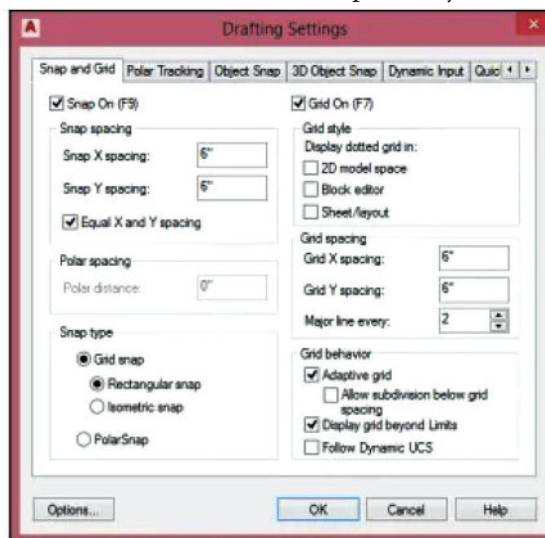 A
Drafting Settings
×
Snap and Grid
Polar Tracking
Object Snap
3D Object Snap
Dynamic Input
Quic
Snap On (F9)
Snap spacing
Snap X spacing: 6"
Snap Y spacing: 6"
Equal X and Y spacing
Polar spacing
Polar distance: 0"
Snap type
Grid snap
Rectangular snap
Isometric snap
PolarSnap
Grid On (F7)
Grid style
Display dotted grid in:
2D model space
Block editor
Sheet/layout
Grid spacing
Grid X spacing: 6"
Grid Y spacing: 6"
Major line every: 2
Grid behavior
Adaptive grid
Allow subdivision below grid
spacing
Display grid beyond Limits
Follow Dynamic UCS
Options...
OK
Cancel
Help